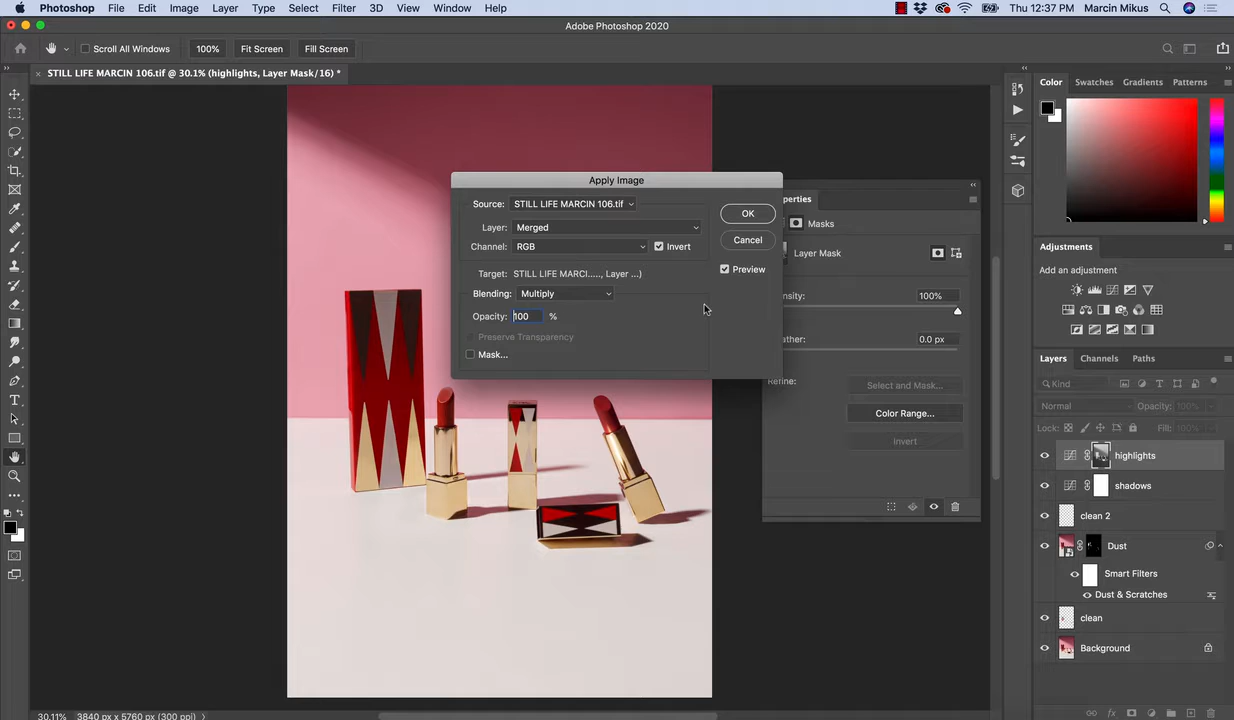 Photoshop File Edit Image Layer Type Select Filter 3D View Window Help Thu 12:37 PM Marcin Mikus
Adobe Photoshop 2020
Scroll All Windows 100% Fit Screen Fill Screen
× STILL LIFE MARCIN 106.tif @ 30.1% (highlights, Layer Mask/16) *
Color Swatches Gradients Patterns
Apply Image
Source: STILL LIFE MARCIN 106.tif
OK
Layer: Merged
Channel: RGB Invert
Cancel
Target: STILL LIFE MARCI....., Layer ...)
Preview
Blending: Multiply
Opacity: 100 %
Preserve Transparency
Mask...
perties
Masks
Layer Mask
ensity: 100%
ather: 0.0 px
Refine: Select and Mask...
Color Range...
Invert
Adjustments
Add an adjustment
Layers Channels Paths
Kind
Normal Opacity: 100%
Lock: Fill: 100%
highlights
shadows
clean 2
Dust
Smart Filters
Dust & Scratches
clean
Background
30.11% 3840 px x 5760 px (300 ppi)